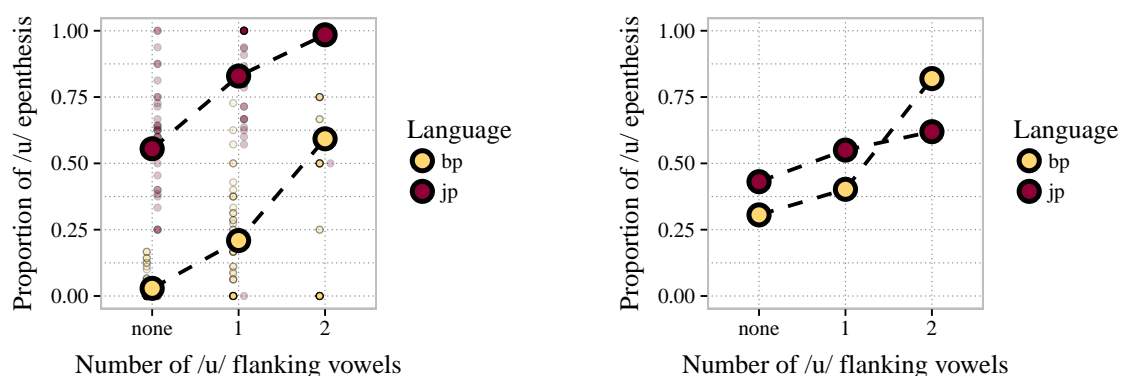 Proportion of /u/ epenthesis
1.00
0.75
0.50
0.25
0.00
none 1 2
Number of /u/ flanking vowels
Language
bp
jp
Proportion of /u/ epenthesis
1.00
0.75
0.50
0.25
0.00
none 1 2
Number of /u/ flanking vowels
Language
bp
jp